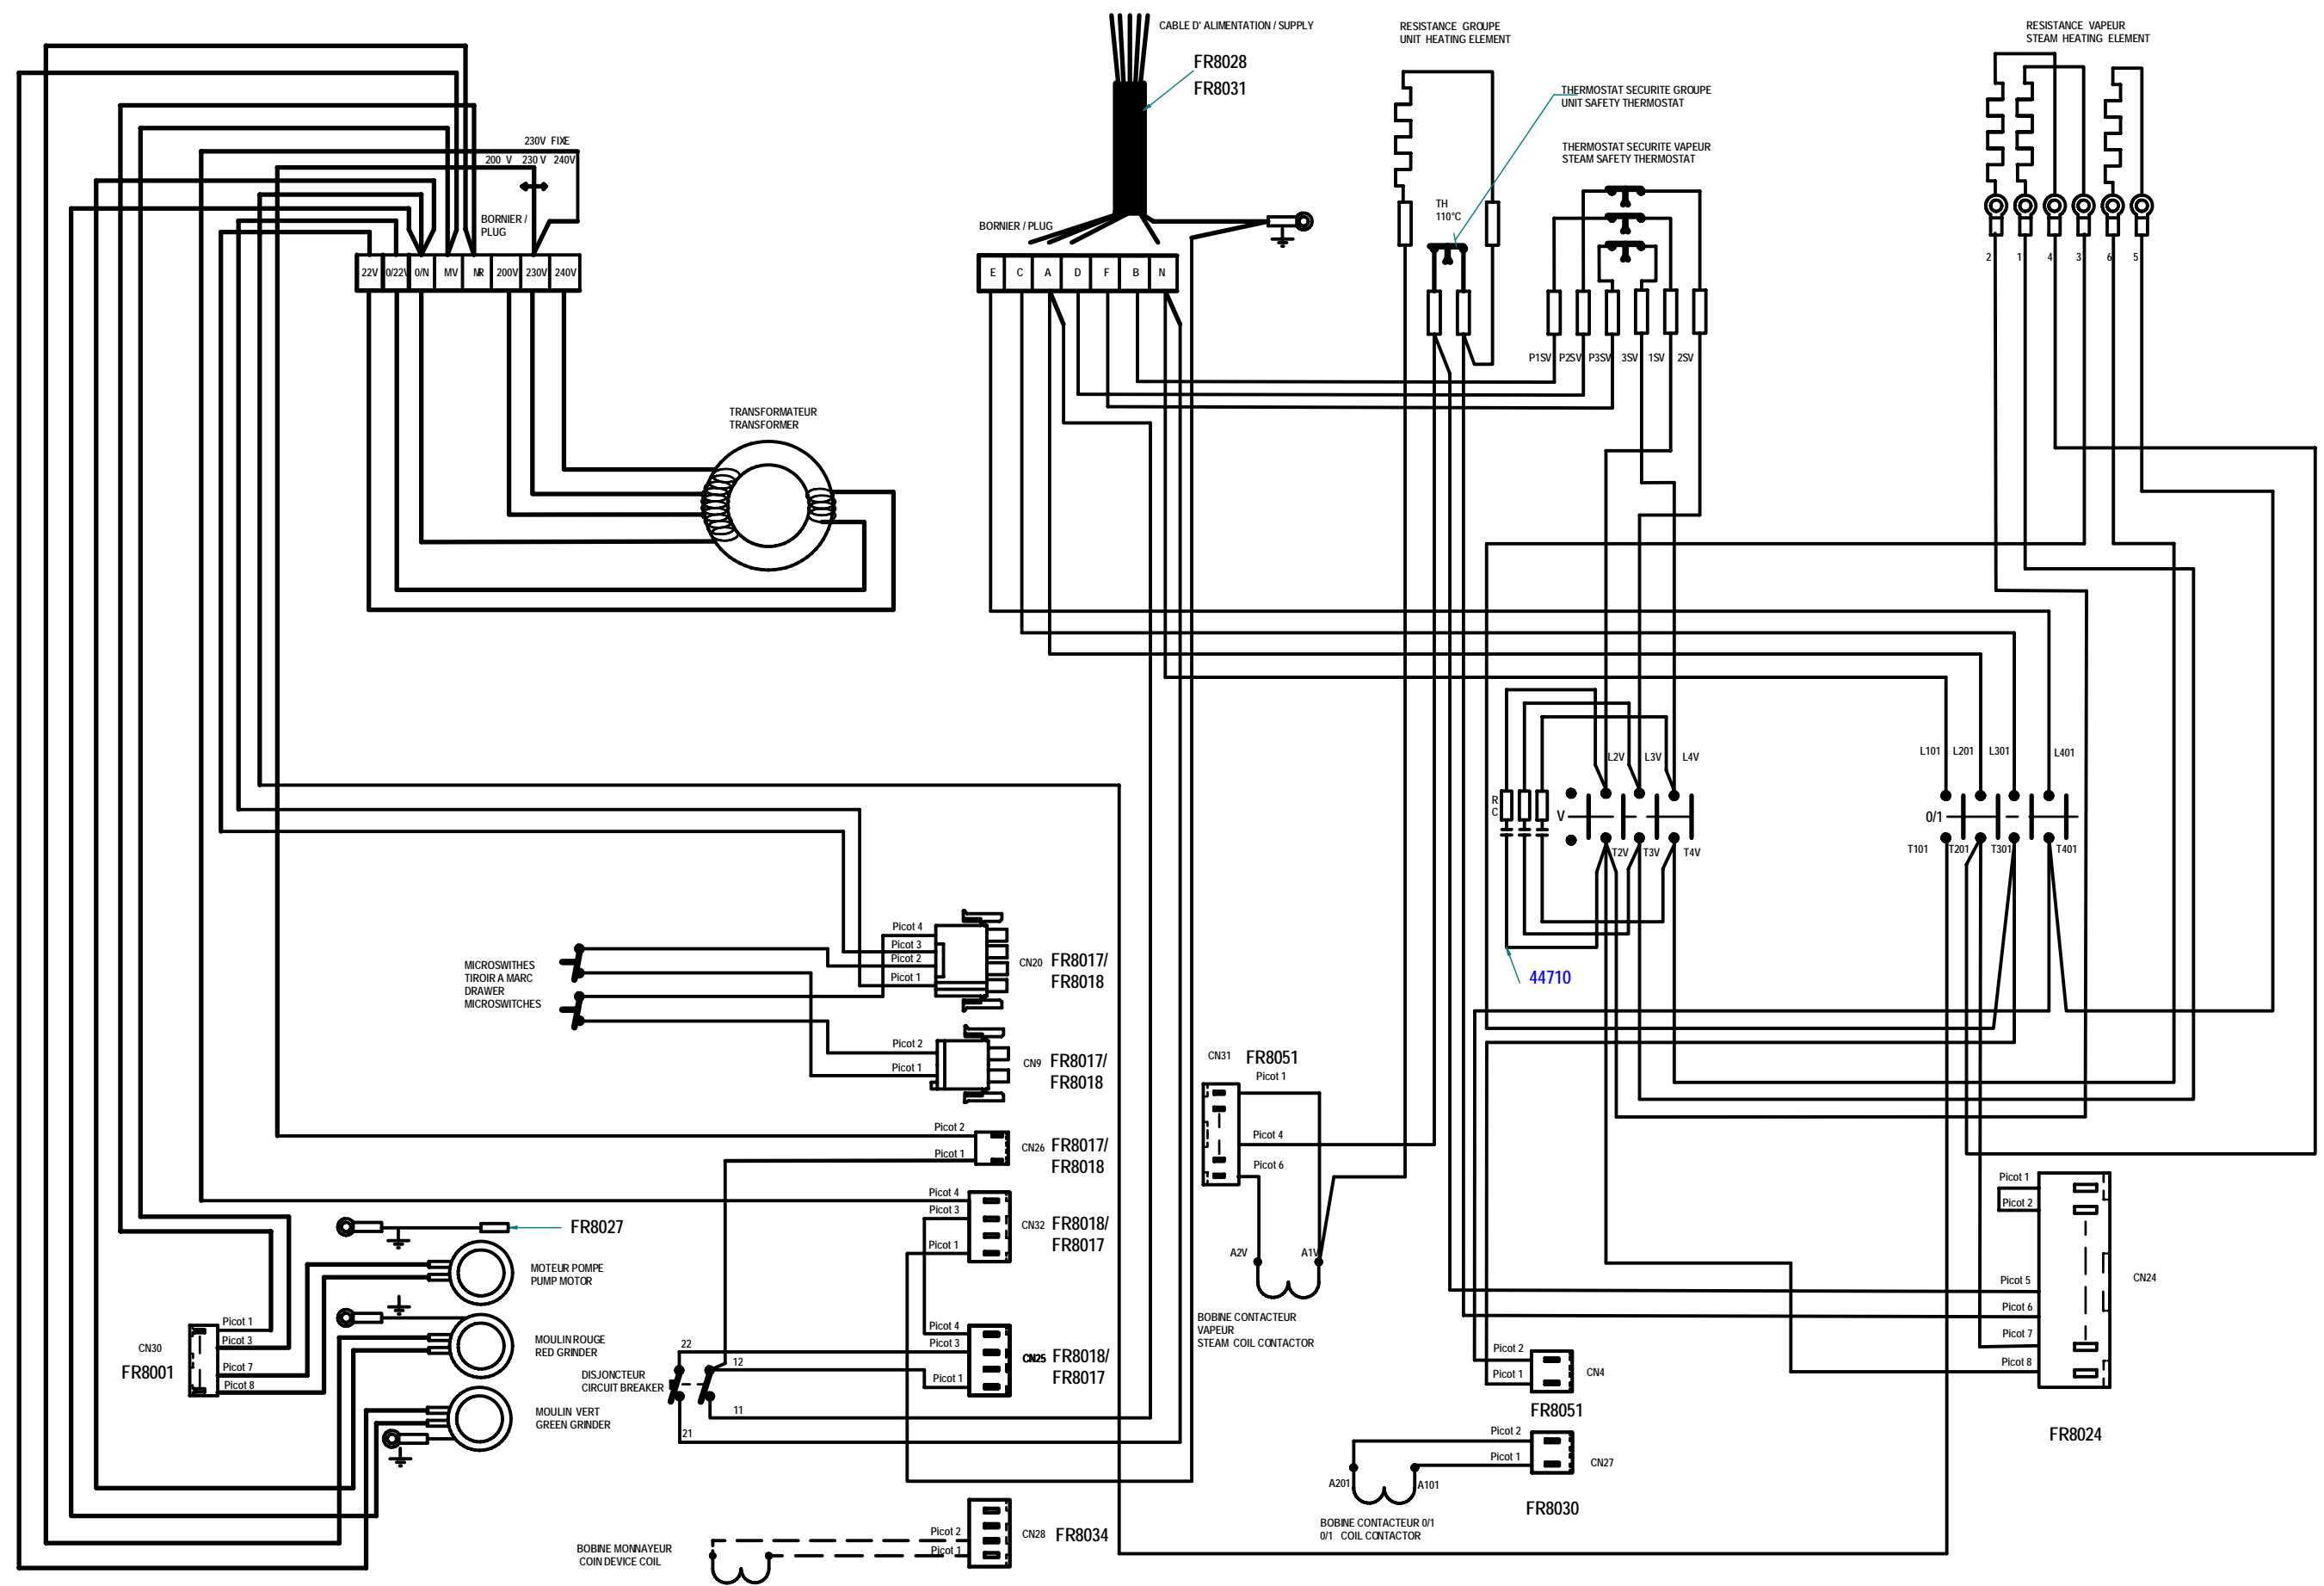 CABLE D' ALIMENTATION / SUPPLY
FR8028
FR8031
RESISTANCE GROUPE
UNIT HEATING ELEMENT
RESISTANCE VAPEUR
STEAM HEATING ELEMENT
THERMOSTAT SECURITE GROUPE
UNIT SAFETY THERMOSTAT
THERMOSTAT SECURITE VAPEUR
STEAM SAFETY THERMOSTAT
230V FIXE
200 V 230 V 240V
BORNIER /
PLUG
BORNIER / PLUG
TH
110°C
22V 0/22V 0/N MV MR 200V 230V 240V
E C A D F B N
2 1 4 3 6 5
P1SV P2SV P3SV 3SV 1SV 2SV
TRANSFORMATEUR
TRANSFORMER
L2V L3V L4V
L101 L201 L301 L401
R
C
V
0/1
T2V T3V T4V
T101 T201 T301 T401
44710
MICROSWITHES
TIROIR A MARC
DRAWER
MICROSWITCHES
Picot 4
Picot 3
Picot 2
Picot 1
CN20 FR8017/
FR8018
Picot 2
Picot 1
CN9 FR8017/
FR8018
Picot 2
Picot 1
CN26 FR8017/
FR8018
Picot 4
Picot 3
Picot 1
CN32 FR8018/
FR8017
Picot 4
Picot 3
Picot 1
CN25 FR8018/
FR8017
22
12
11
21
DISJONCTEUR
CIRCUIT BREAKER
CN31 FR8051
Picot 1
Picot 4
Picot 6
A2V A1V
BOBINE CONTACTEUR
VAPEUR
STEAM COIL CONTACTOR
Picot 1
Picot 2
Picot 5
Picot 6
Picot 7
Picot 8
CN24
FR8024
FR8027
MOTEUR POMPE
PUMP MOTOR
MOULIN ROUGE
RED GRINDER
MOULIN VERT
GREEN GRINDER
CN30
FR8001
Picot 1
Picot 3
Picot 7
Picot 8
Picot 2
Picot 1
CN4
FR8051
Picot 2
Picot 1
CN27
FR8030
A201 A101
BOBINE CONTACTEUR 0/1
0/1 COIL CONTACTOR
Picot 2
Picot 1
CN28 FR8034
BOBINE MONNAYEUR
COIN DEVICE COIL